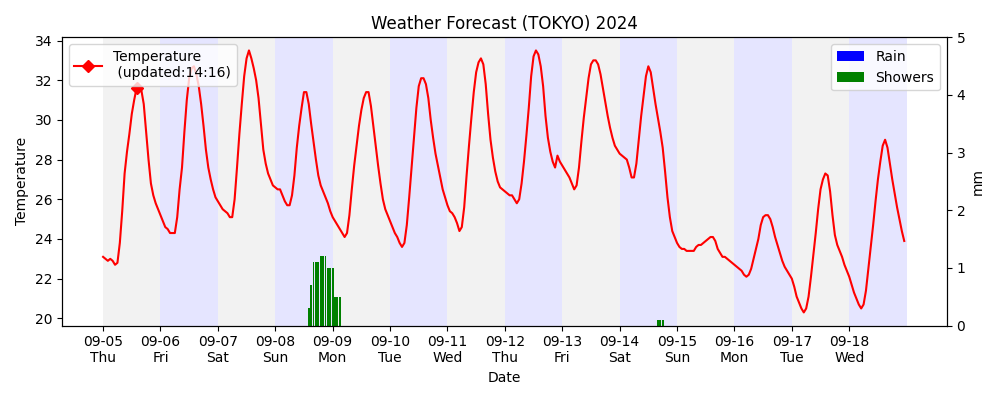 Weather Forecast (TOKYO) 2024
Temperature
(updated:14:16)
Rain
Showers
34
32
30
28
26
24
22
20
Temperature
5
4
3
2
1
0
mm
09-05 09-06 09-07 09-08 09-09 09-10 09-11 09-12 09-13 09-14 09-15 09-16 09-17 09-18
Thu Fri Sat Sun Mon Tue Wed Thu Fri Sat Sun Mon Tue Wed
Date